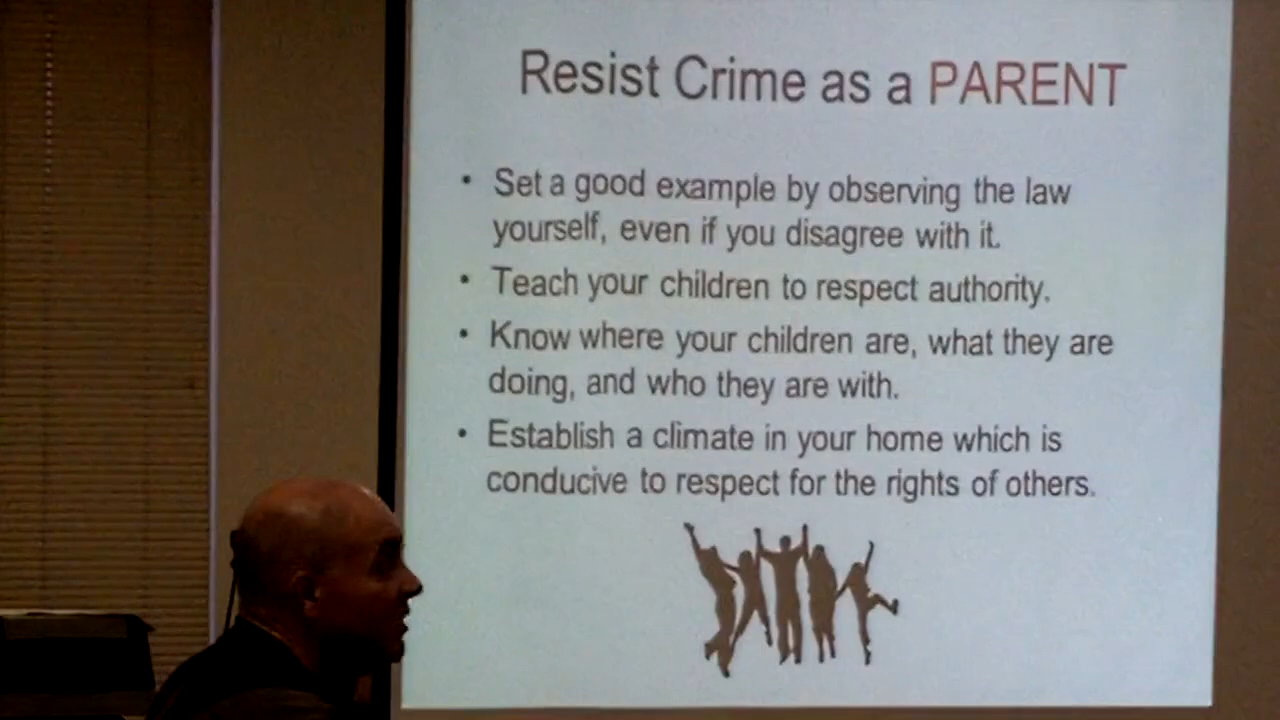 Resist Crime as a PARENT
• Set a good example by observing the law
yourself, even if you disagree with it.
• Teach your children to respect authority.
• Know where your children are, what they are
doing, and who they are with.
• Establish a climate in your home which is
conducive to respect for the rights of others.